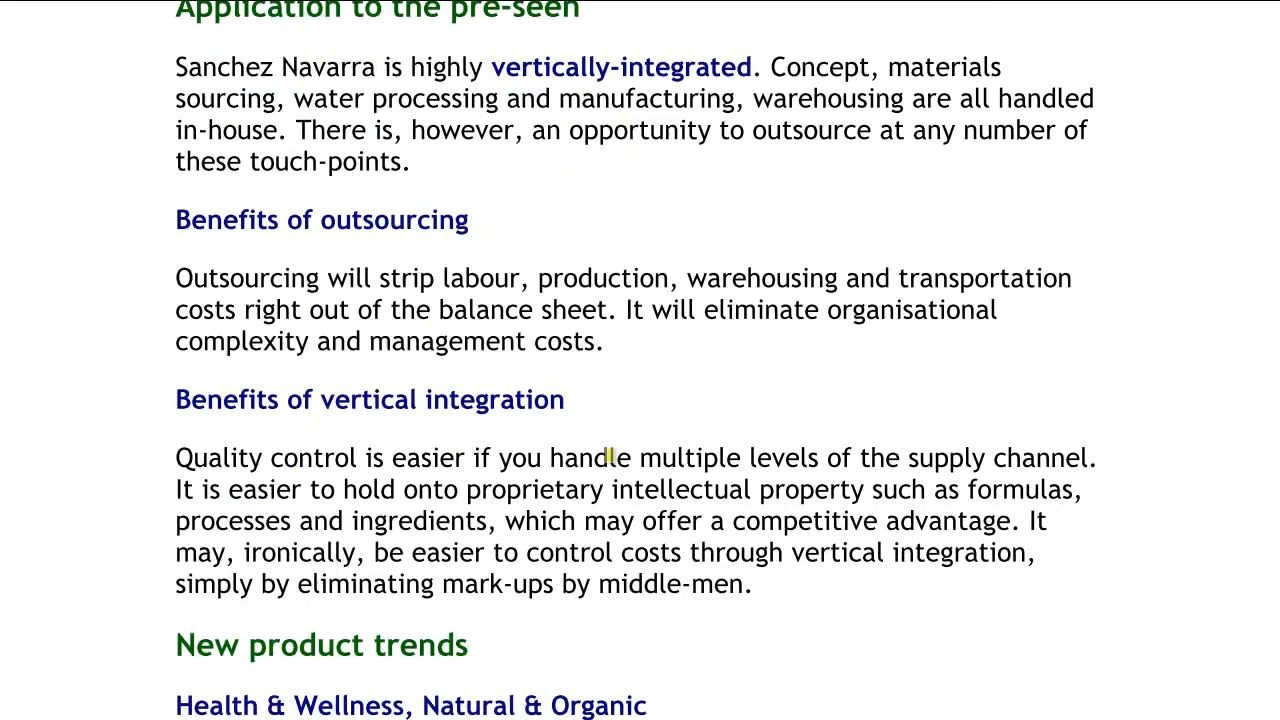 Application to the pre-seen
Sanchez Navarra is highly vertically-integrated. Concept, materials
sourcing, water processing and manufacturing, warehousing are all handled
in-house. There is, however, an opportunity to outsource at any number of
these touch-points.
Benefits of outsourcing
Outsourcing will strip labour, production, warehousing and transportation
costs right out of the balance sheet. It will eliminate organisational
complexity and management costs.
Benefits of vertical integration
Quality control is easier if you handle multiple levels of the supply channel.
It is easier to hold onto proprietary intellectual property such as formulas,
processes and ingredients, which may offer a competitive advantage. It
may, ironically, be easier to control costs through vertical integration,
simply by eliminating mark-ups by middle-men.
New product trends
Health & Wellness, Natural & Organic